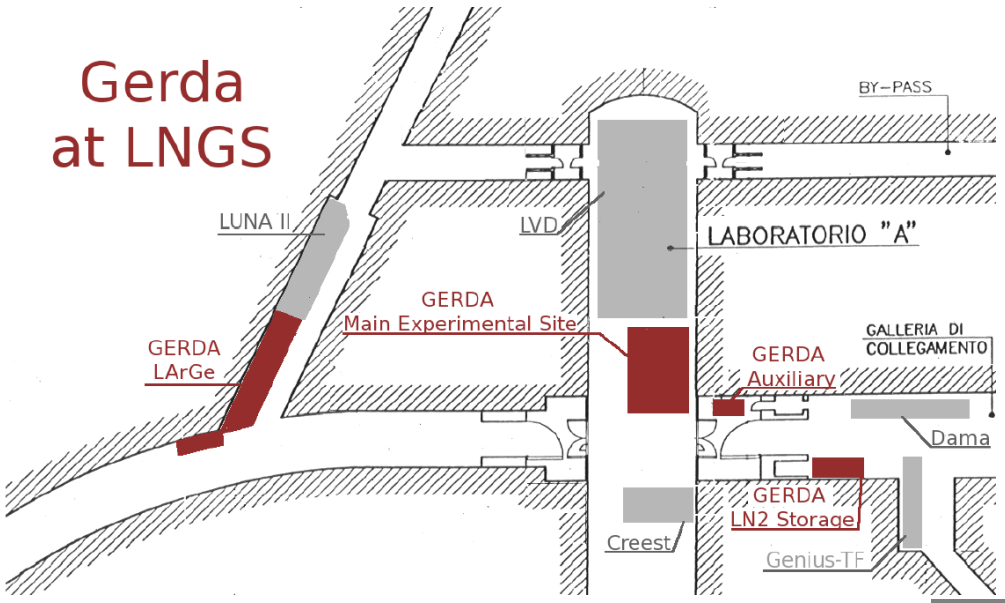 Gerda
at LNGS
BY-PASS
LUNA II
LVD
LABORATORIO "A"
GERDA
Main Experimental Site
GALLERIA DI
COLLEGAMENTO
GERDA
LArGe
GERDA
Auxiliary
Dama
GERDA
LN2 Storage
Creest
Genius-TF